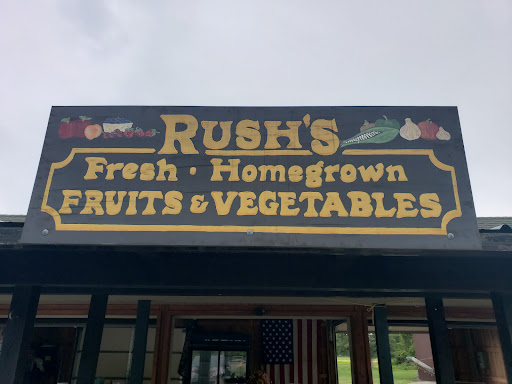 RUSH'S
Fresh · Homegrown
FRUITS & VEGETABLES